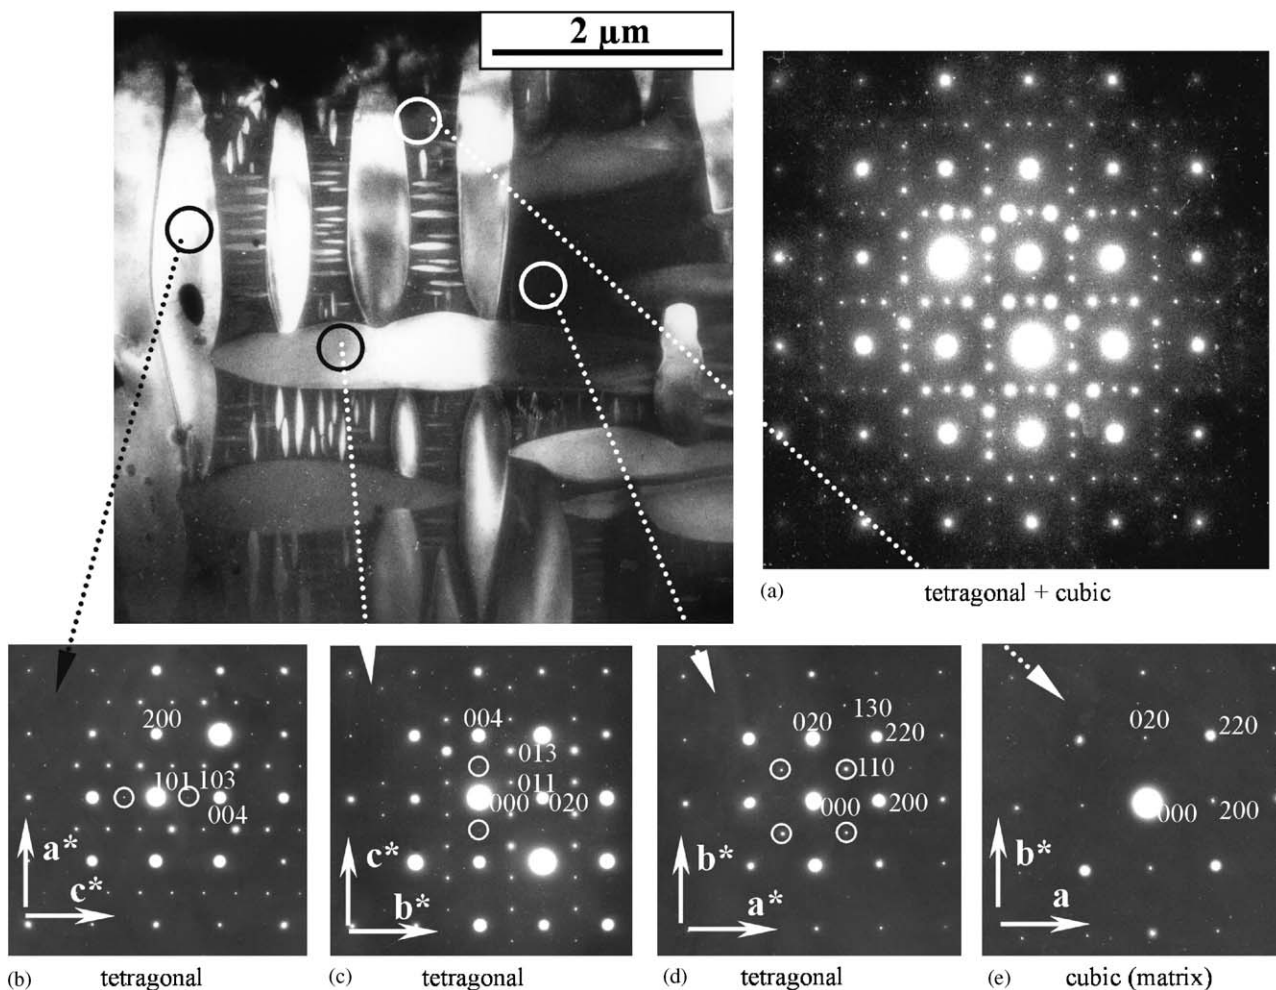 2 µm
(a) tetragonal + cubic
200
101 103
004
a*
c*
(b) tetragonal
004
013
011
000 020
c*
b*
(c) tetragonal
130
020 220
110
000 200
b*
a*
(d) tetragonal
020 220
000 200
b*
a
(e) cubic (matrix)